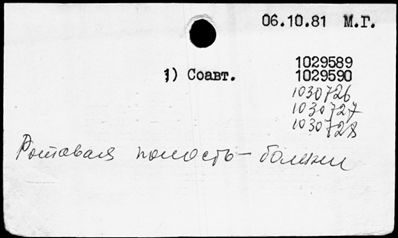 06.10.81 М.Г.
1029589
1) Соавт. 1029590
1030726
1030727
1030728
Ротовая полость - болезни